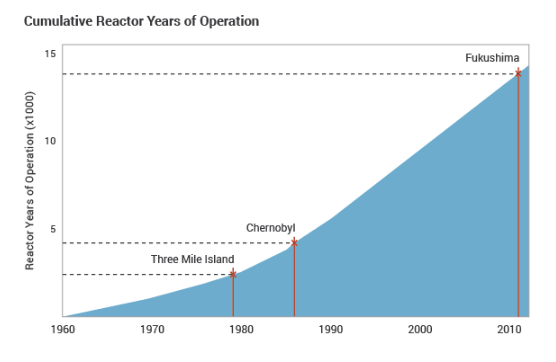 Cumulative Reactor Years of Operation
Reactor Years of Operation (x1000)
15
10
5
Fukushima
Chernobyl
Three Mile Island
1960 1970 1980 1990 2000 2010